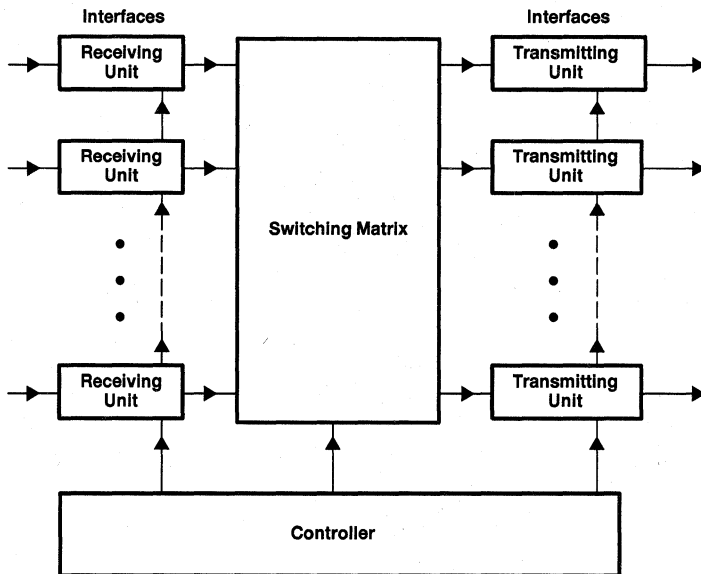 Interfaces
Interfaces
Receiving
Unit
Transmitting
Unit
Receiving
Unit
Transmitting
Unit
Switching Matrix
Receiving
Unit
Transmitting
Unit
Controller